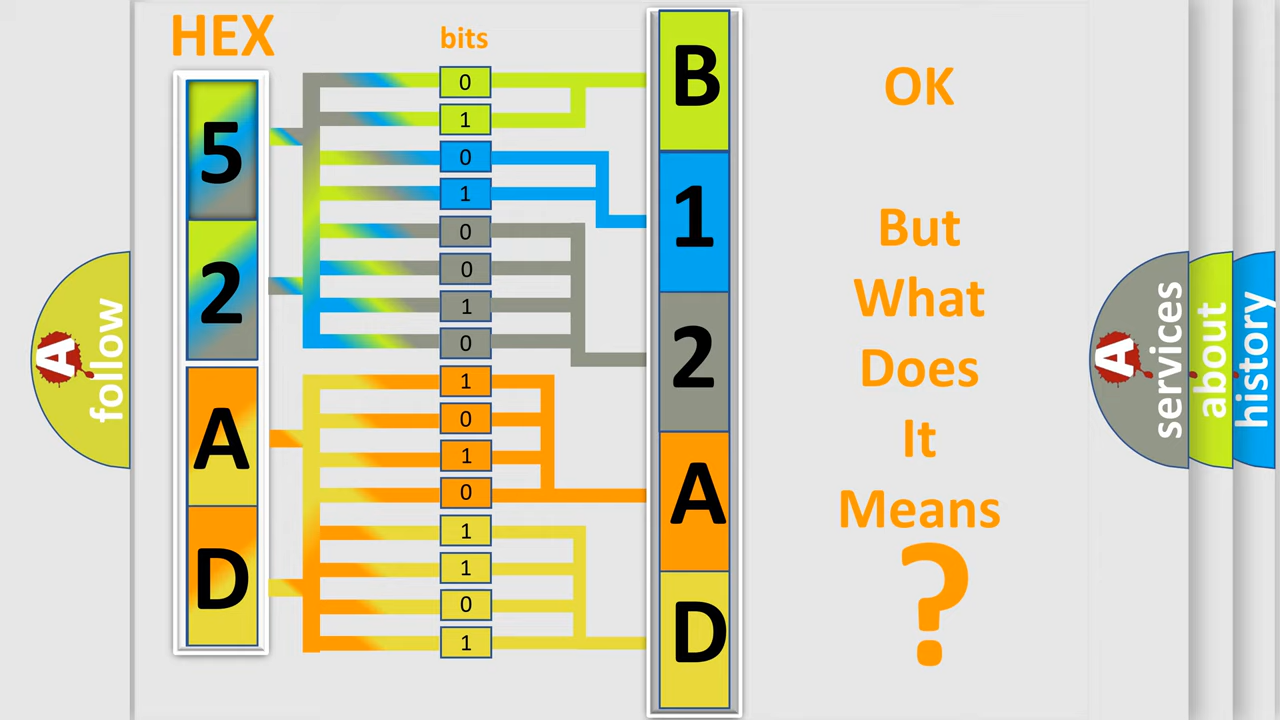 HEX
bits
5
2
A
D
0
1
0
1
0
0
1
0
1
0
1
0
1
1
0
1
B
1
2
A
D
OK
But
What
Does
It
Means
?
A
follow
A
services
about
history